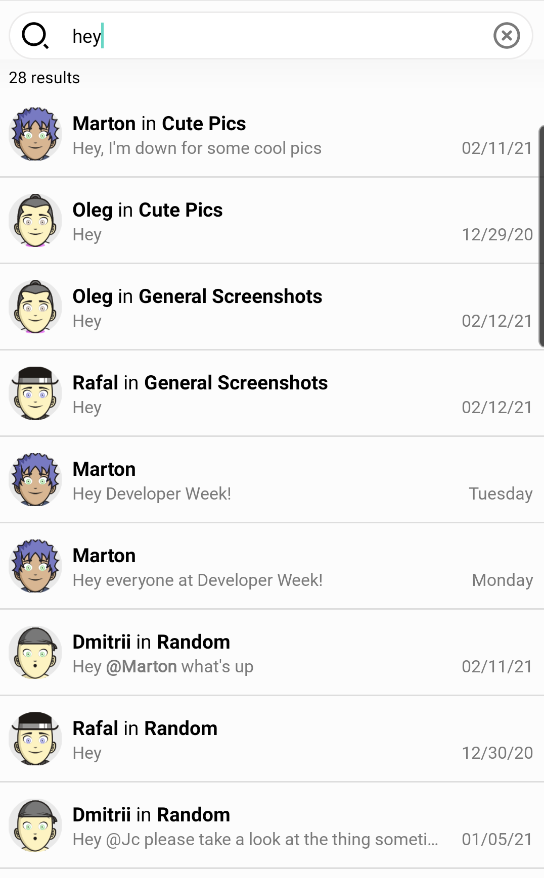 hey
28 results
Marton in Cute Pics
Hey, I'm down for some cool pics 02/11/21
Oleg in Cute Pics
Hey 12/29/20
Oleg in General Screenshots
Hey 02/12/21
Rafal in General Screenshots
Hey 02/12/21
Marton
Hey Developer Week! Tuesday
Marton
Hey everyone at Developer Week! Monday
Dmitrii in Random
Hey @Marton what's up 02/11/21
Rafal in Random
Hey 12/30/20
Dmitrii in Random
Hey @Jc please take a look at the thing someti... 01/05/21